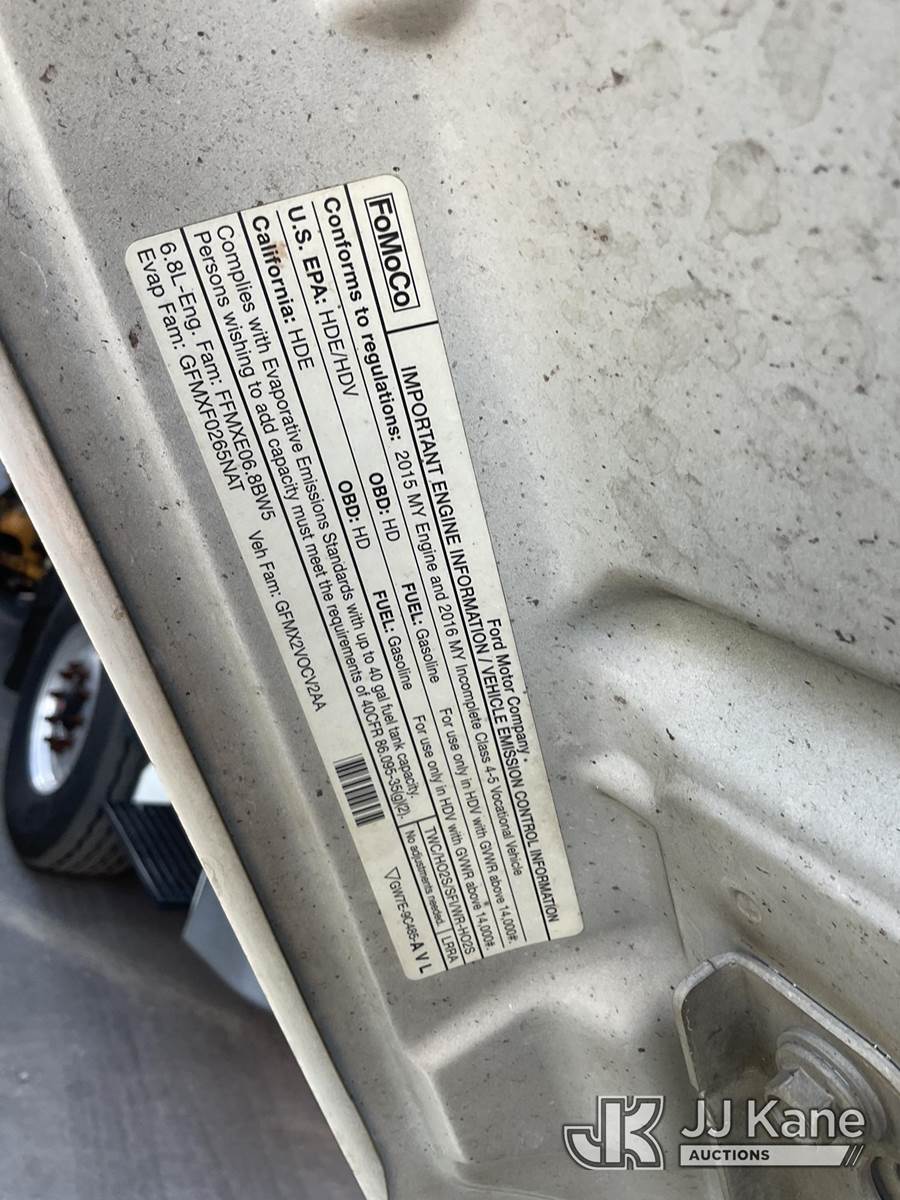 FoMoCo
Ford Motor Company
IMPORTANT ENGINE INFORMATION / VEHICLE EMISSION CONTROL INFORMATION
Conforms to regulations: 2015 MY Engine and 2016 MY Incomplete Class 4-5 Vocational Vehicle
U.S. EPA: HDE/HDV OBD: HD FUEL: Gasoline For use only in HDV with GVWR above 14,000#.
California: HDE OBD: HD FUEL: Gasoline For use only in HDV with GVWR above 14,000#.
Complies with Evaporative Emissions Standards with up to 40 gal fuel tank capacity.
Persons wishing to add capacity must meet the requirements of 40CFR 86.095-35(g)(2).
TWC/HO2S/SFI/WR-HO2S
No adjustments needed. LRRA
6.8L-Eng. Fam: FFMXE06.8BW5 Veh Fam: GFMX2VOCV2AA
Evap Fam: GFMXF0265NAT
GW7E-9C485-A V L
JK JJ Kane
AUCTIONS